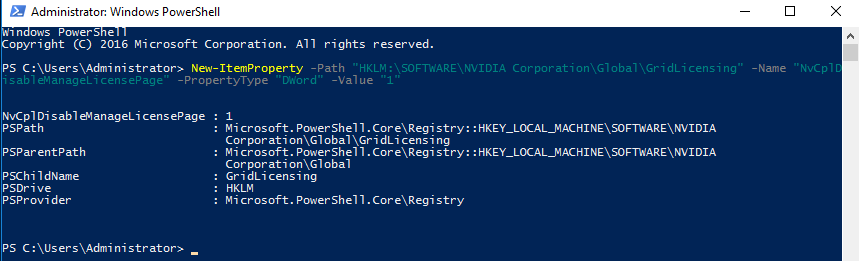 Administrator: Windows PowerShell
Windows PowerShell
Copyright (C) 2016 Microsoft Corporation. All rights reserved.
PS C:\Users\Administrator> New-ItemProperty -Path "HKLM:\SOFTWARE\NVIDIA Corporation\Global\GridLicensing" -Name "NvCplD
isableManageLicensePage" -PropertyType "DWord" -Value "1"
NvCplDisableManageLicensePage : 1
PSPath : Microsoft.PowerShell.Core\Registry::HKEY_LOCAL_MACHINE\SOFTWARE\NVIDIA
Corporation\Global\GridLicensing
PSParentPath : Microsoft.PowerShell.Core\Registry::HKEY_LOCAL_MACHINE\SOFTWARE\NVIDIA
Corporation\Global
PSChildName : GridLicensing
PSDrive : HKLM
PSProvider : Microsoft.PowerShell.Core\Registry
PS C:\Users\Administrator> _